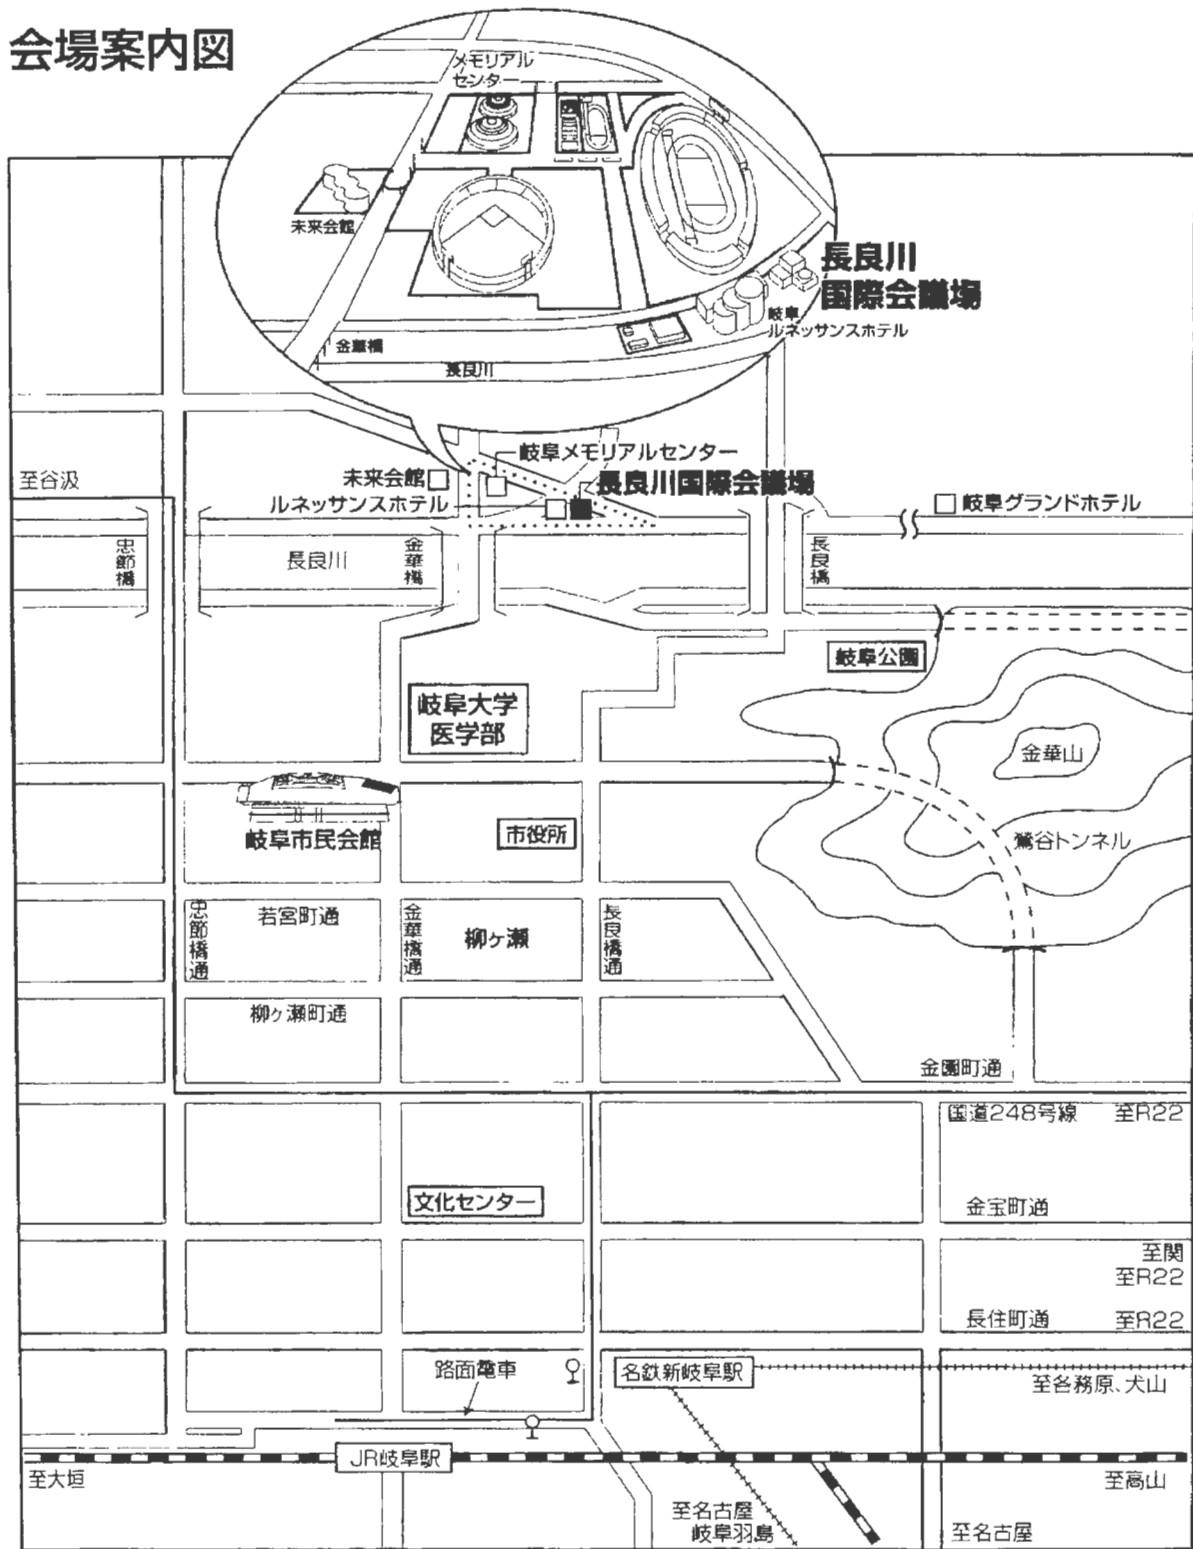 会場案内図
メモリアル
センター
未来会館
長良川
国際会議場
岐阜
ルネッサンスホテル
金華橋
長良川
岐阜メモリアルセンター
未来会館
長良川国際会議場
ルネッサンスホテル
至谷汲
岐阜グランドホテル
忠節橋
長良川
金華橋
長良橋
岐阜公園
岐阜大学
医学部
金華山
岐阜市民会館
市役所
鶯谷トンネル
忠節橋通
若宮町通
金華橋通
柳ヶ瀬
長良橋通
柳ヶ瀬町通
金園町通
国道248号線 至R22
文化センター
金宝町通
至関
至R22
長住町通 至R22
路面電車
名鉄新岐阜駅
至各務原、犬山
JR岐阜駅
至大垣
至高山
至名古屋
岐阜羽島
至名古屋